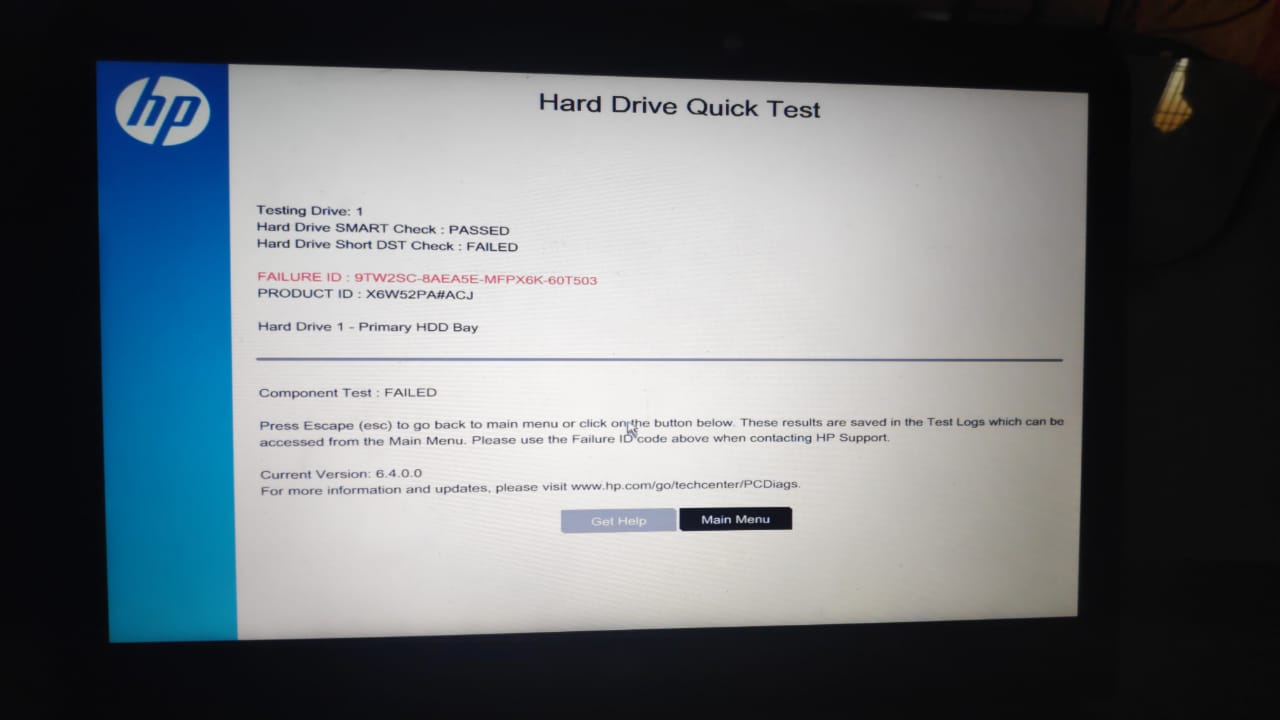 hp
Hard Drive Quick Test
Testing Drive: 1
Hard Drive SMART Check : PASSED
Hard Drive Short DST Check : FAILED
FAILURE ID : 9TW2SC-8AEA5E-MFPX6K-60T503
PRODUCT ID : X6W52PA#ACJ
Hard Drive 1 - Primary HDD Bay
Component Test : FAILED
Press Escape (esc) to go back to main menu or click on the button below. These results are saved in the Test Logs which can be
accessed from the Main Menu. Please use the Failure ID code above when contacting HP Support.
Current Version: 6.4.0.0
For more information and updates, please visit www.hp.com/go/techcenter/PCDiags.
Get Help
Main Menu